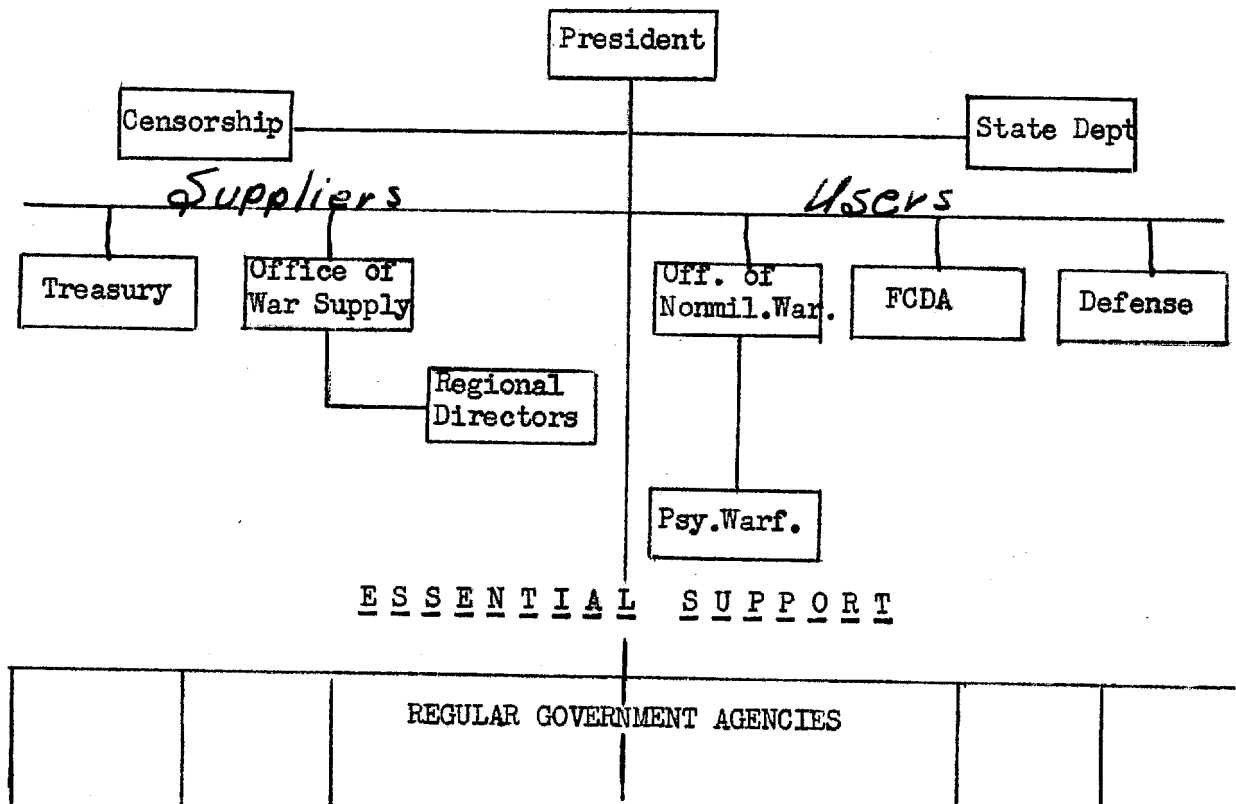 President
Censorship
State Dept
Suppliers
Users
Treasury
Office of
War Supply
Off. of
Nonmil.War.
FCDA
Defense
Regional
Directors
Psy.Warf.
ESSENTIAL SUPPORT
REGULAR GOVERNMENT AGENCIES